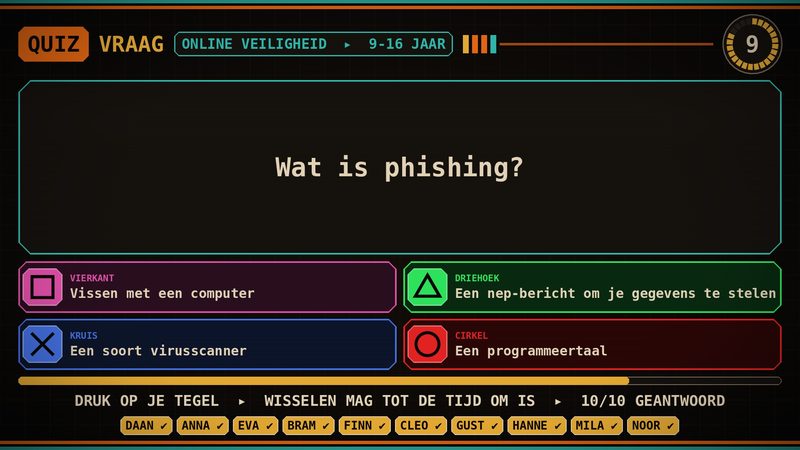 QUIZ VRAAG ONLINE VEILIGHEID ▸ 9-16 JAAR 9
Wat is phishing?
VIERKANT
Vissen met een computer
DRIEHOEK
Een nep-bericht om je gegevens te stelen
KRUIS
Een soort virusscanner
CIRKEL
Een programmeertaal
DRUK OP JE TEGEL ▸ WISSELEN MAG TOT DE TIJD OM IS ▸ 10/10 GEANTWOORD
DAAN ✔ ANNA ✔ EVA ✔ BRAM ✔ FINN ✔ CLEO ✔ GUST ✔ HANNE ✔ MILA ✔ NOOR ✔